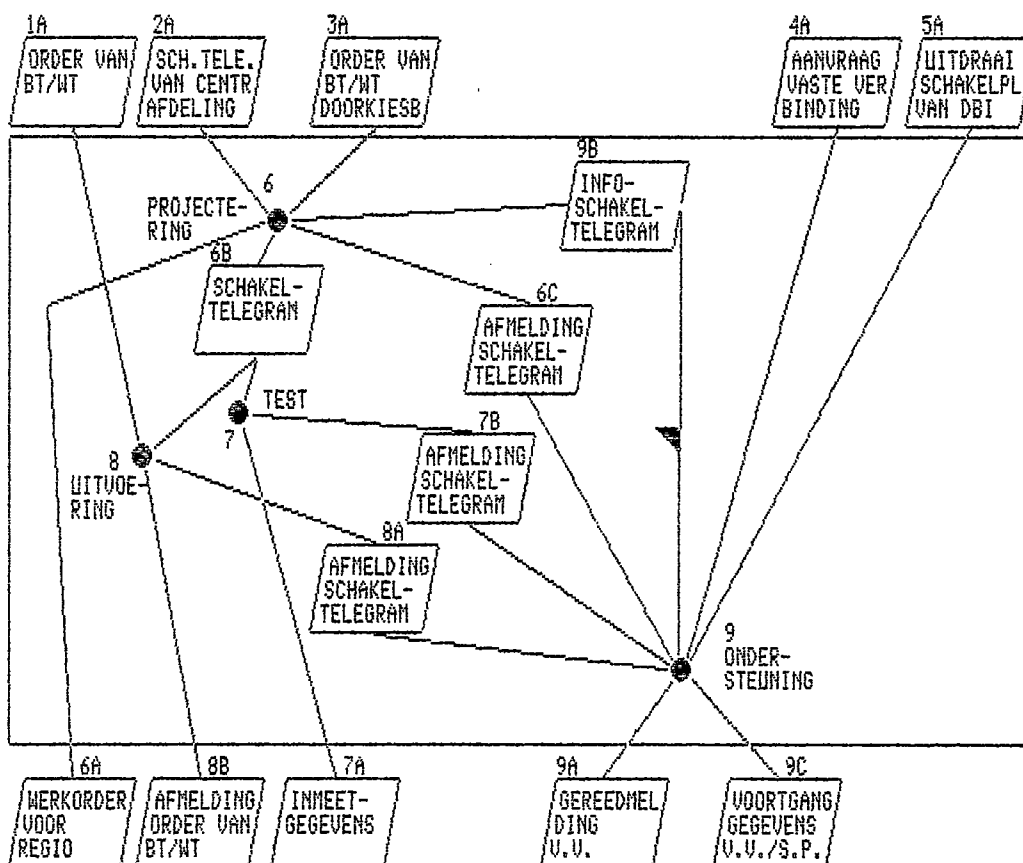 1A
ORDER VAN
BT/WT
2A
SCH.TELE.
VAN CENTR
AFDELING
3A
ORDER VAN
BT/WT
DOORKIESB
4A
AANVRAAG
VASTE VER
BINDING
5A
UITDRAAI
SCHAKELPL
VAN DBI
6
PROJECTE-
RING
9B
INFO-
SCHAKEL-
TELEGRAM
6B
SCHAKEL-
TELEGRAM
6C
AFMELDING
SCHAKEL-
TELEGRAM
TEST
7
7B
AFMELDING
SCHAKEL-
TELEGRAM
8
UITVOE-
RING
8A
AFMELDING
SCHAKEL-
TELEGRAM
9
ONDER-
STEUNING
6A
WERKORDER
VOOR
REGIO
8B
AFMELDING
ORDER VAN
BT/WT
7A
INMEET-
GEGEVENS
9A
GEREEDMEL
DING
V.V.
9C
VOORTGANG
GEGEVENS
V.V./S.P.